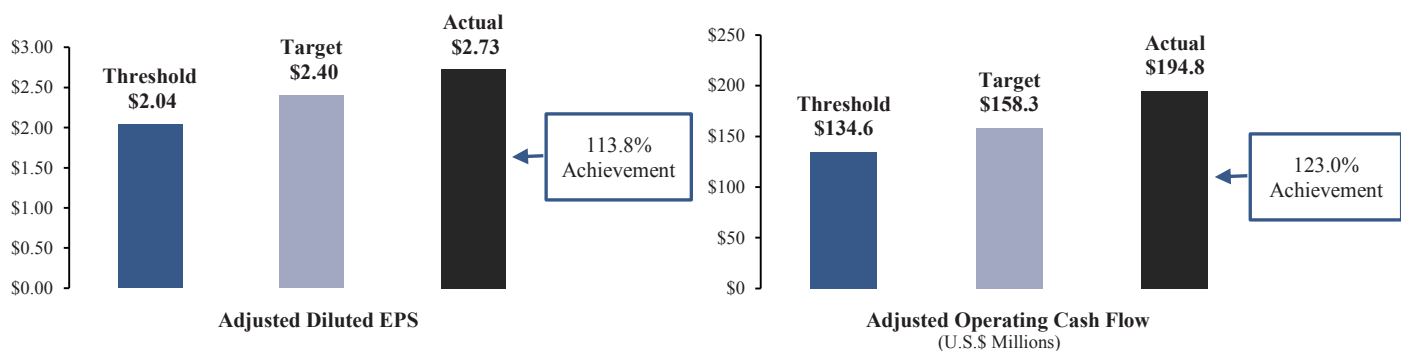 $3.00
$2.50
$2.00
$1.50
$1.00
$0.50
$0.00
Threshold
$2.04
Target
$2.40
Actual
$2.73
113.8%
Achievement
Adjusted Diluted EPS
$250
$200
$150
$100
$50
$0
Threshold
$134.6
Target
$158.3
Actual
$194.8
123.0%
Achievement
Adjusted Operating Cash Flow
(U.S.$ Millions)